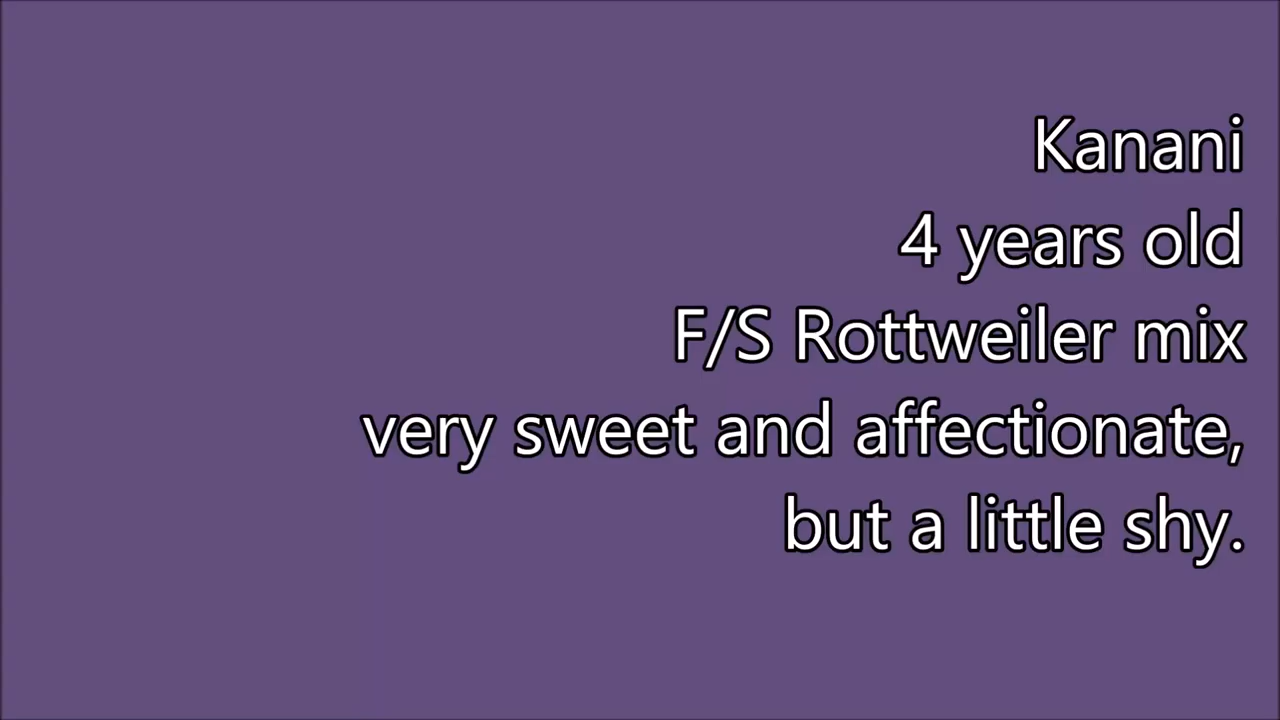 Kanani
4 years old
F/S Rottweiler mix
very sweet and affectionate,
but a little shy.